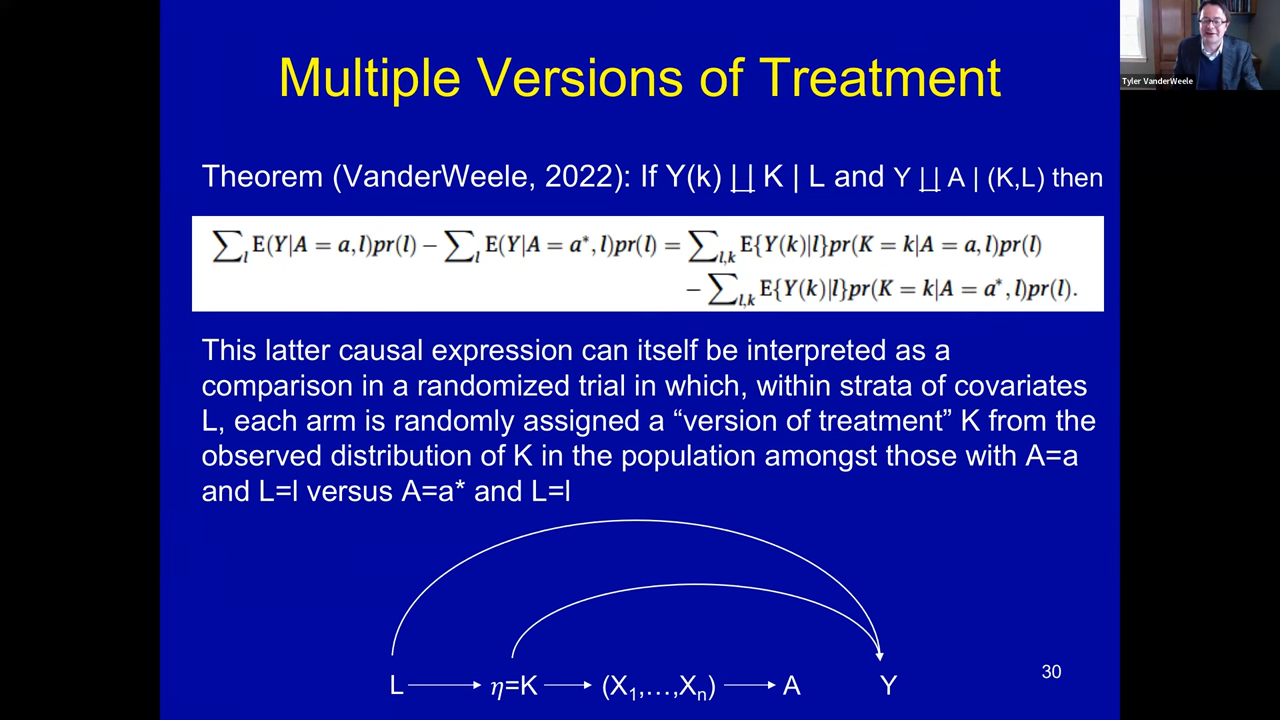 Multiple Versions of Treatment
Tyler VanderWeele
Theorem (VanderWeele, 2022): If Y(k) ∐ K | L and Y ∐ A | (K,L) then
∑_l E(Y|A = a, l)pr(l) − ∑_l E(Y|A = a*, l)pr(l) = ∑_{l,k} E{Y(k)|l}pr(K = k|A = a, l)pr(l)
− ∑_{l,k} E{Y(k)|l}pr(K = k|A = a*, l)pr(l).
This latter causal expression can itself be interpreted as a
comparison in a randomized trial in which, within strata of covariates
L, each arm is randomly assigned a “version of treatment” K from the
observed distribution of K in the population amongst those with A=a
and L=l versus A=a* and L=l
L η=K (X₁,…,Xₙ) A Y
30